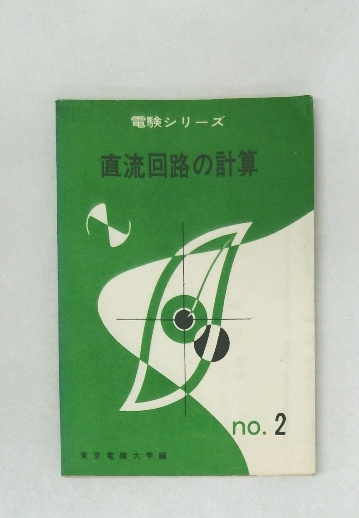 電験シリーズ
直流回路の計算
no. 2
東京電機大学編